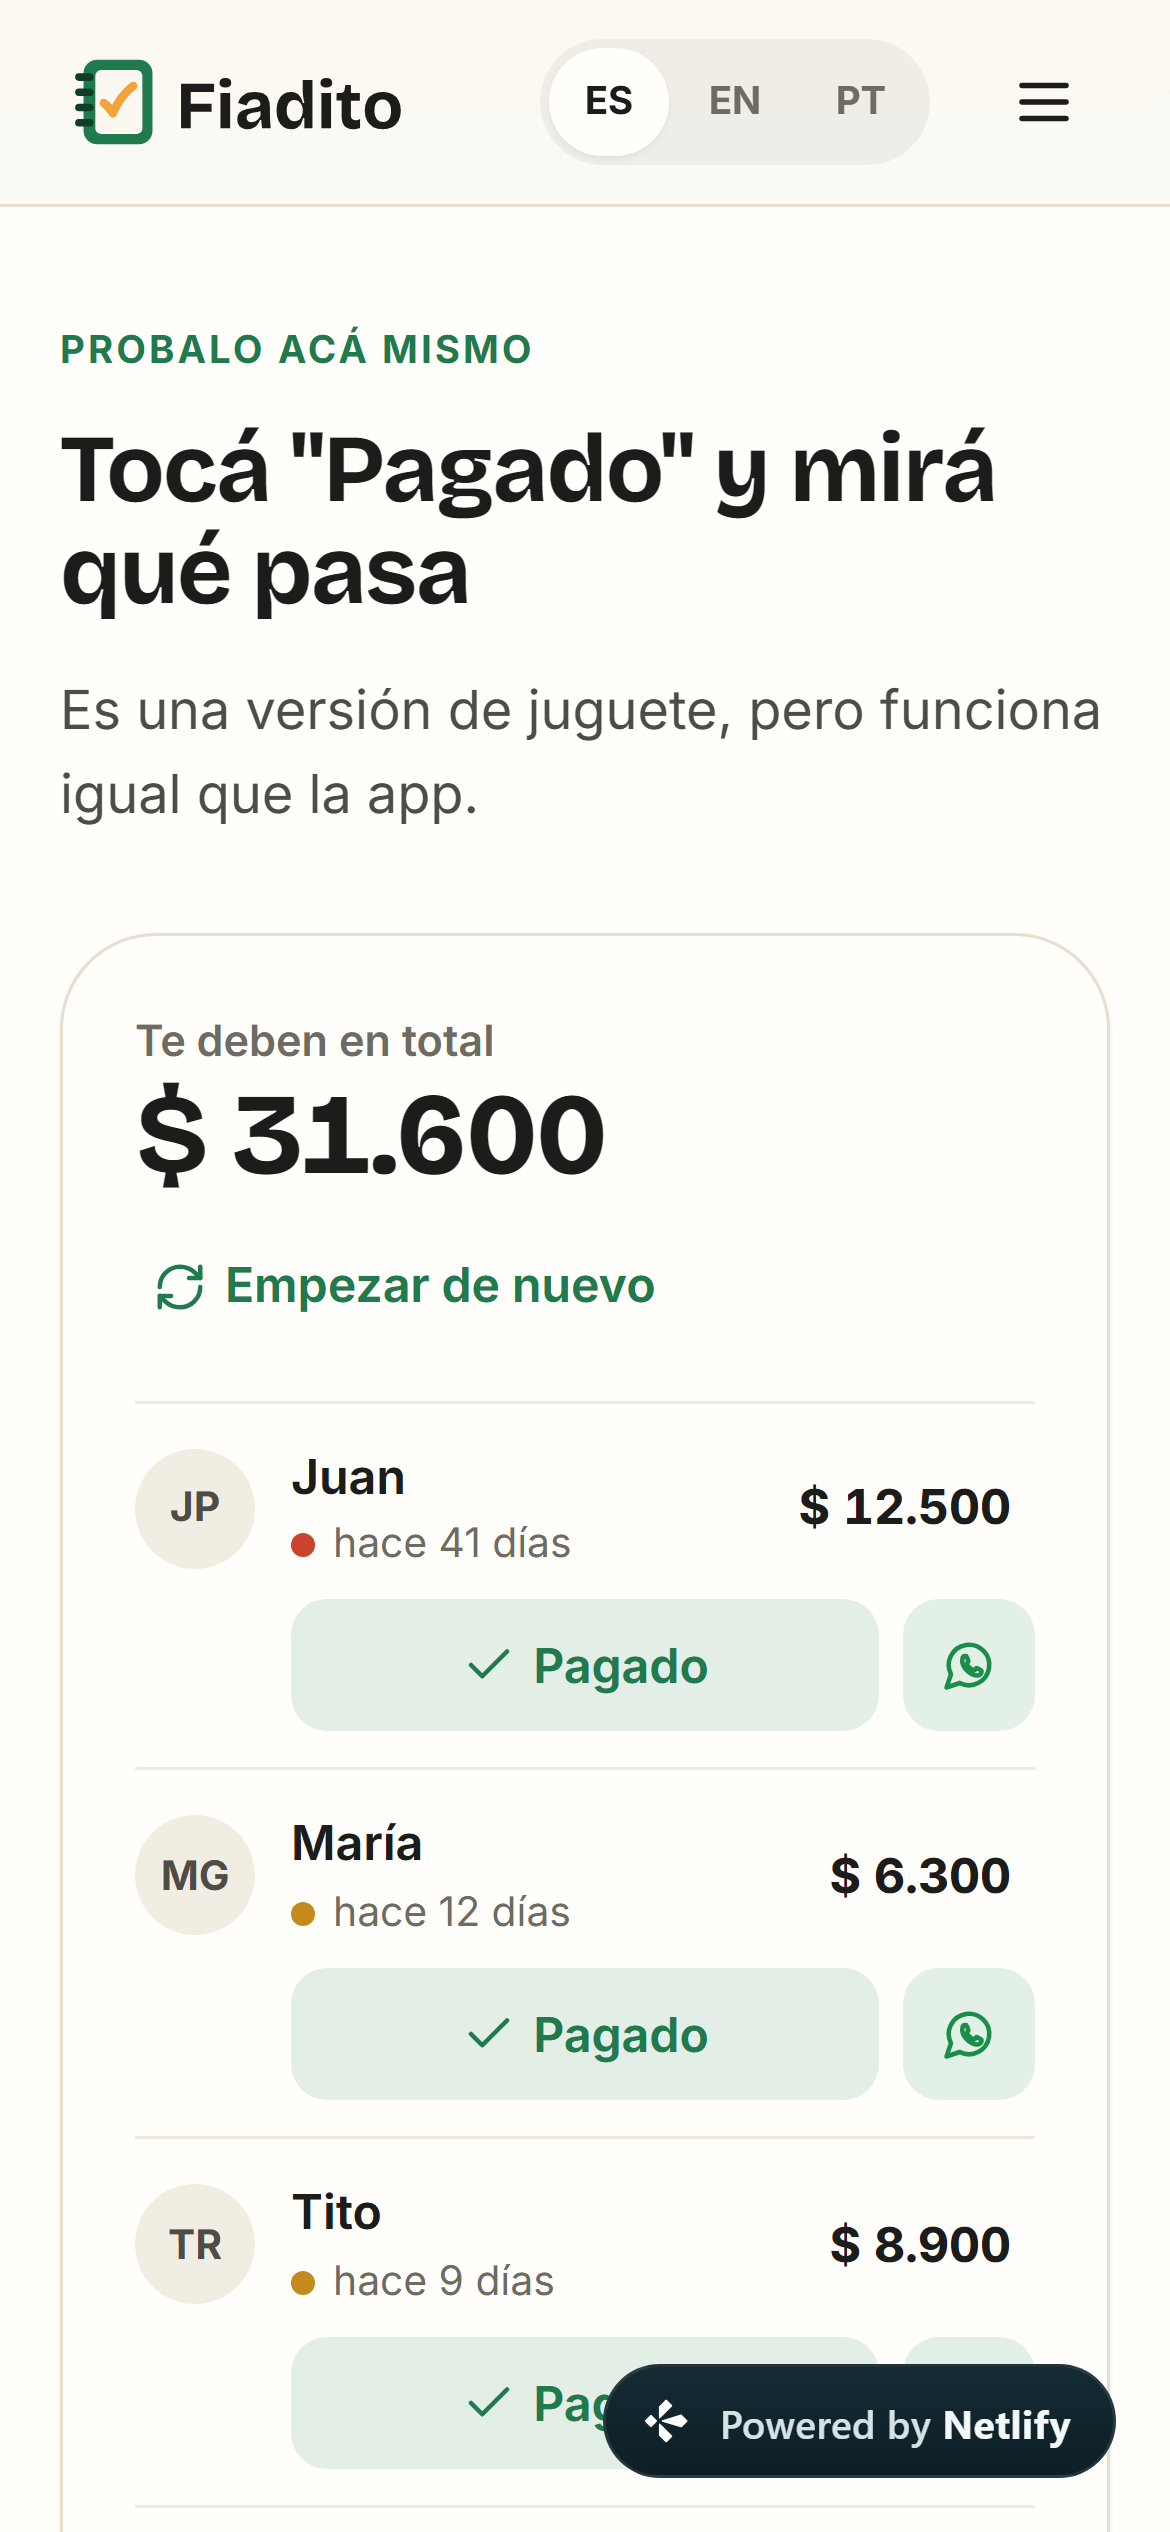 Fiadito
ES EN PT
PROBALO ACÁ MISMO
Tocá "Pagado" y mirá
qué pasa
Es una versión de juguete, pero funciona
igual que la app.
Te deben en total
$ 31.600
Empezar de nuevo
JP
Juan
hace 41 días
$ 12.500
Pagado
MG
María
hace 12 días
$ 6.300
Pagado
TR
Tito
hace 9 días
$ 8.900
Pag
Powered by Netlify